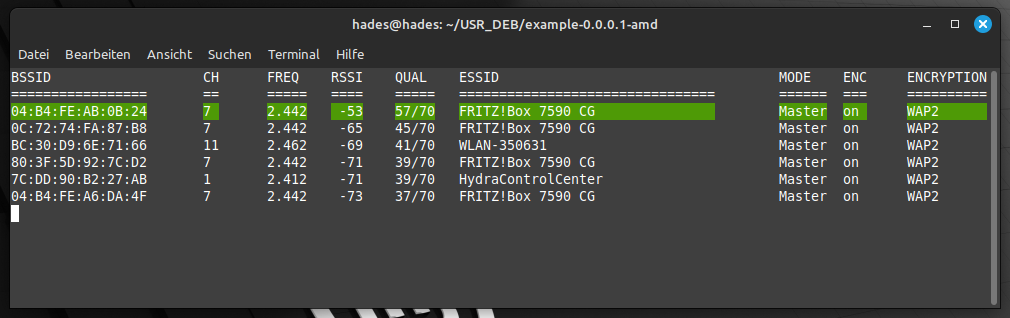 hades@hades: ~/USR_DEB/example-0.0.0.1-amd
Datei Bearbeiten Ansicht Suchen Terminal Hilfe
BSSID CH FREQ RSSI QUAL ESSID MODE ENC ENCRYPTION
================= == ===== ==== ===== ================================ ====== === ==========
04:B4:FE:AB:0B:24 7 2.442 -53 57/70 FRITZ!Box 7590 CG Master on WAP2
0C:72:74:FA:87:B8 7 2.442 -65 45/70 FRITZ!Box 7590 CG Master on WAP2
BC:30:D9:6E:71:66 11 2.462 -69 41/70 WLAN-350631 Master on WAP2
80:3F:5D:92:7C:D2 7 2.442 -71 39/70 FRITZ!Box 7590 CG Master on WAP2
7C:DD:90:B2:27:AB 1 2.412 -71 39/70 HydraControlCenter Master on WAP2
04:B4:FE:A6:DA:4F 7 2.442 -73 37/70 FRITZ!Box 7590 CG Master on WAP2